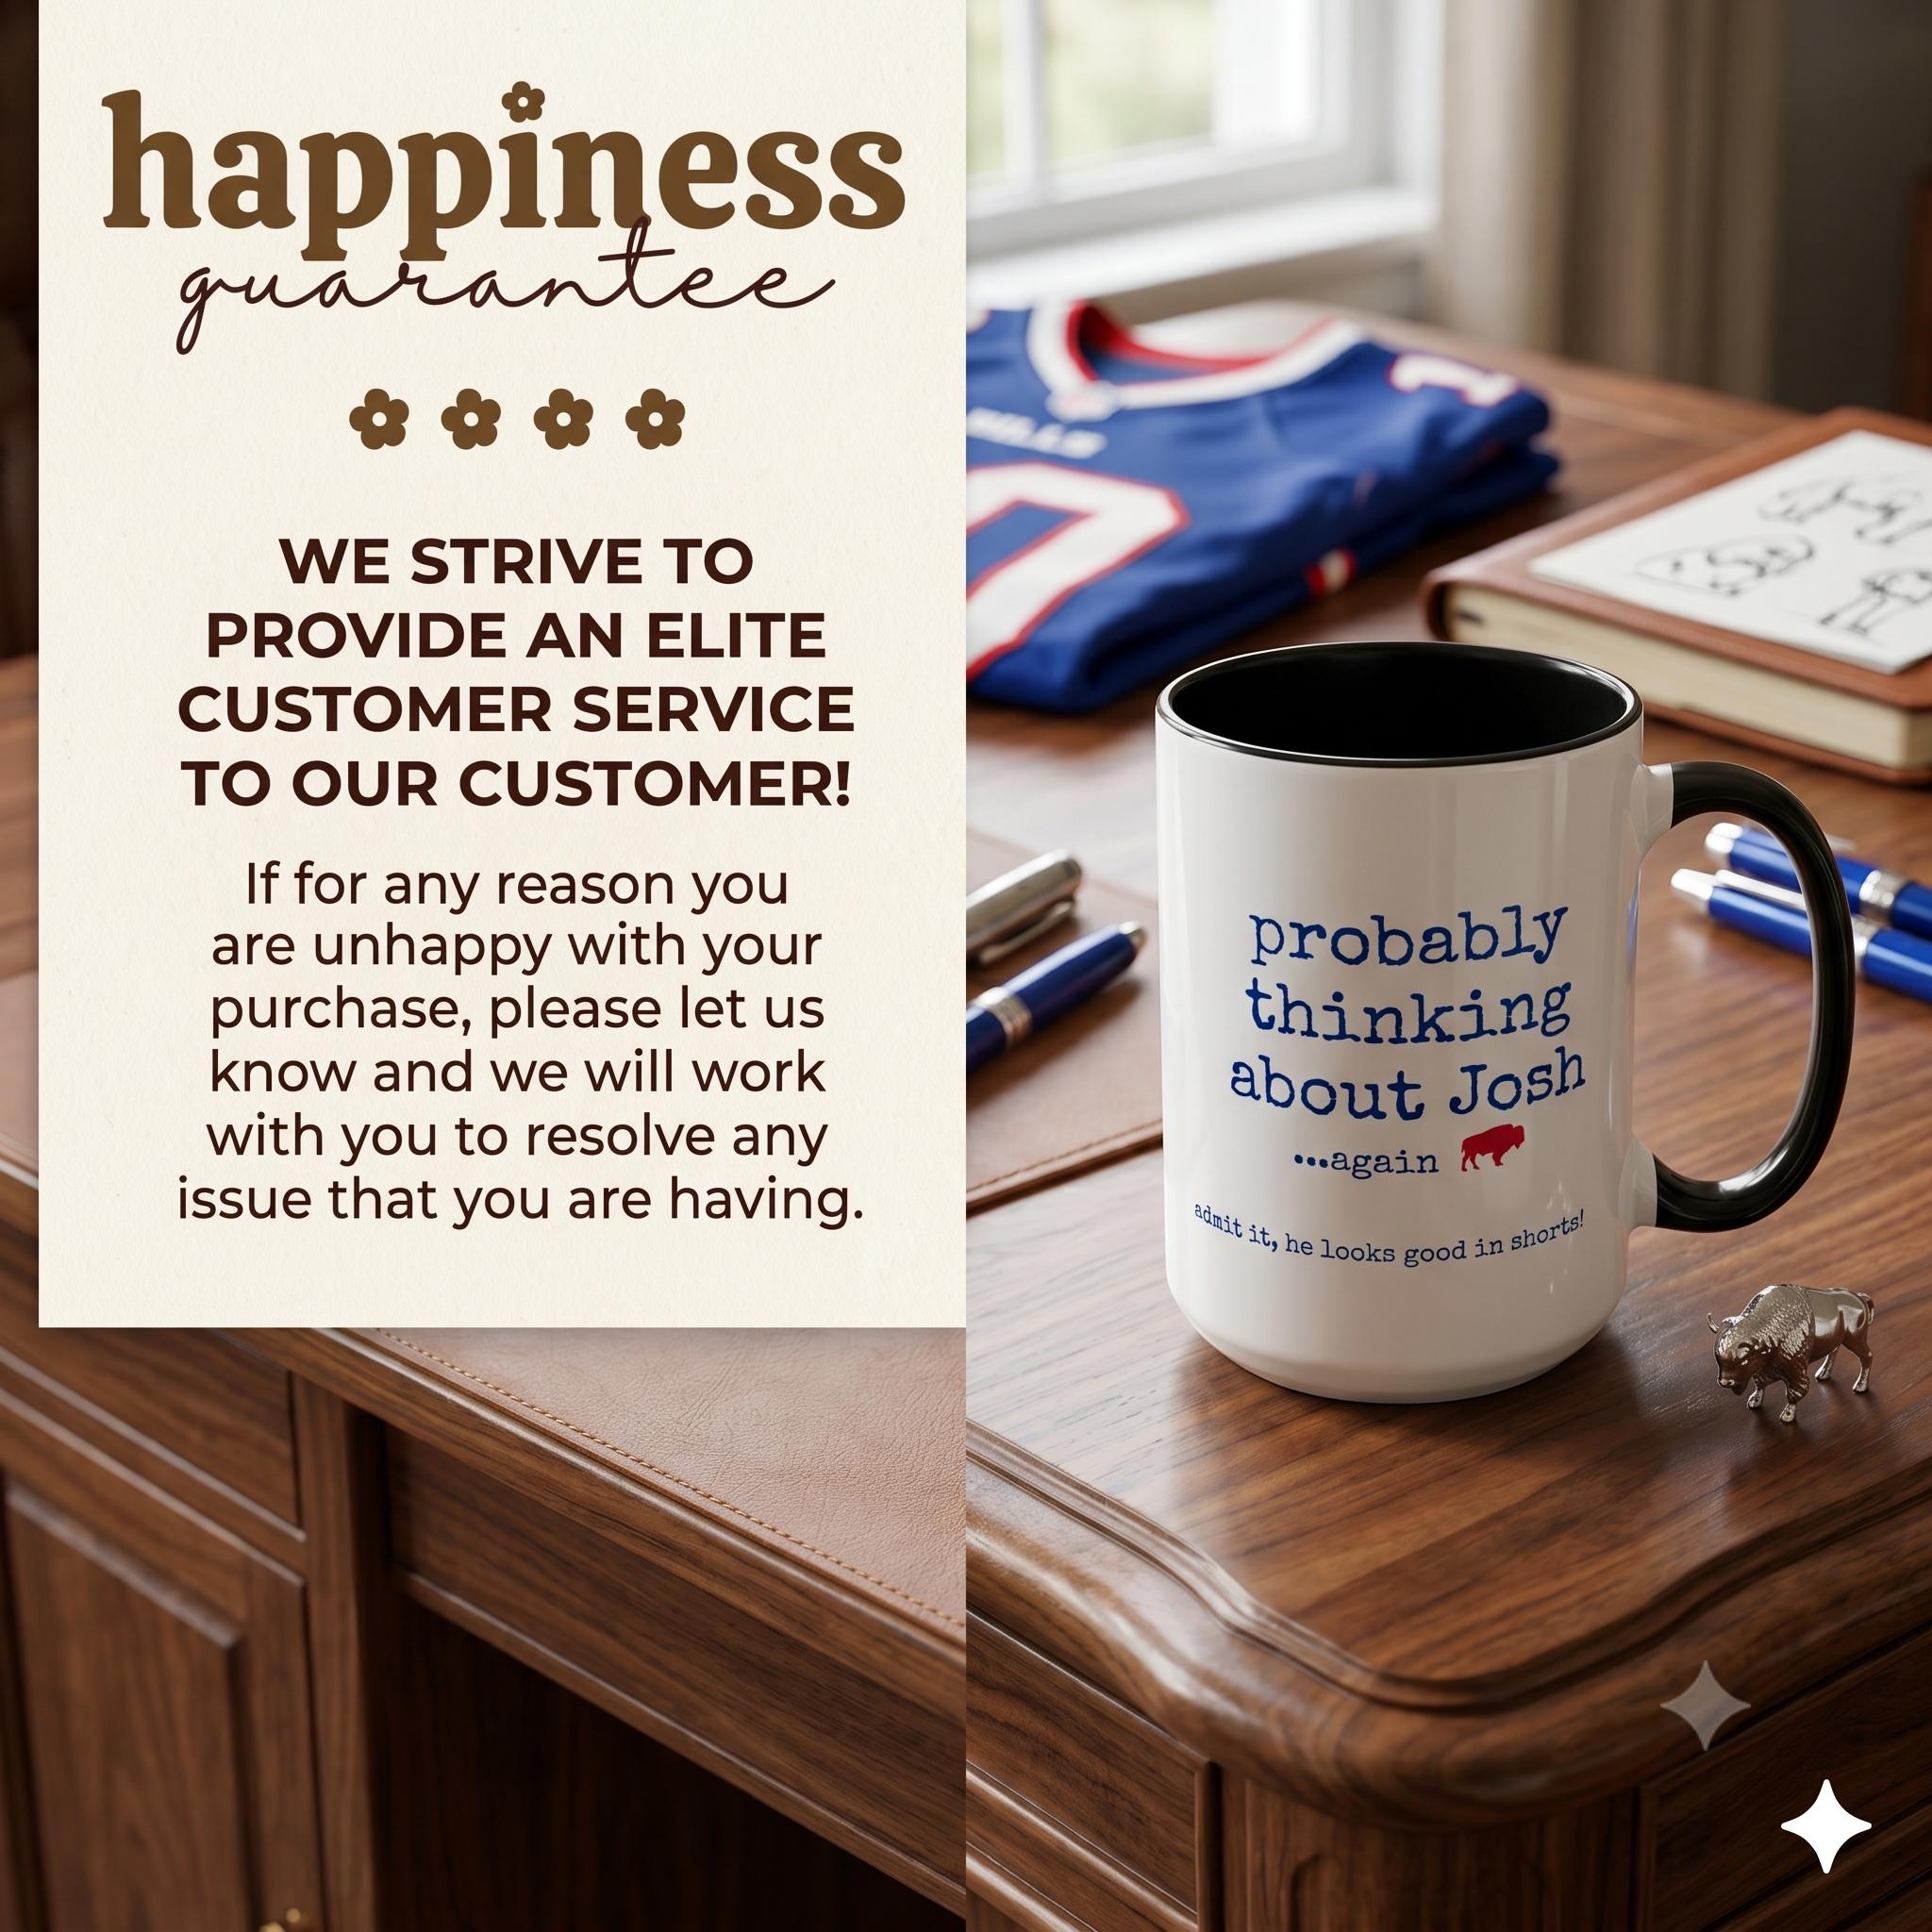 happiness
guarantee
WE STRIVE TO
PROVIDE AN ELITE
CUSTOMER SERVICE
TO OUR CUSTOMER!
If for any reason you
are unhappy with your
purchase, please let us
know and we will work
with you to resolve any
issue that you are having.
probably
thinking
about Josh
...again
admit it, he looks good in shorts!